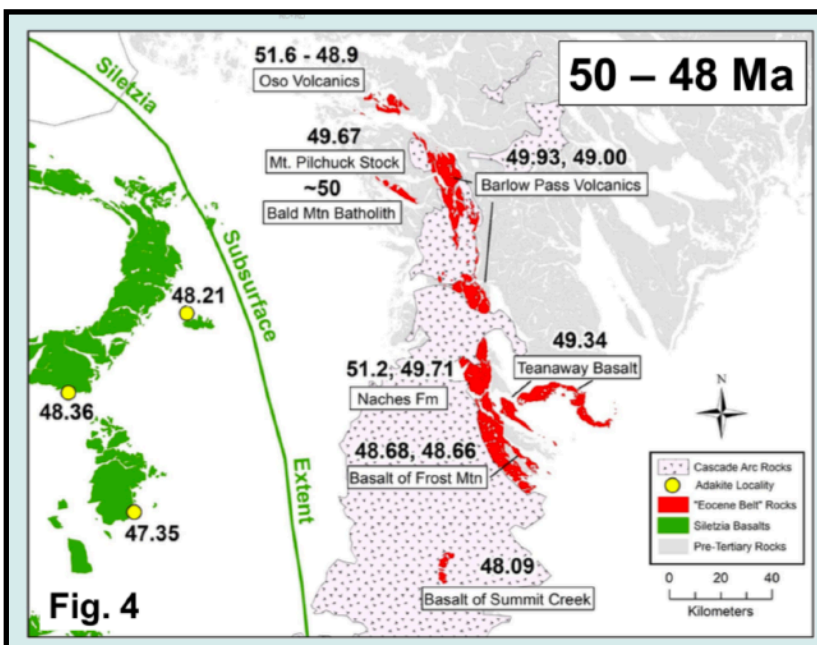 50 – 48 Ma
51.6 - 48.9
Oso Volcanics
49.67
Mt. Pilchuck Stock
~50
Bald Mtn Batholith
49.93, 49.00
Barlow Pass Volcanics
Siletzia
Subsurface
Extent
48.21
48.36
47.35
49.34
Teanaway Basalt
51.2, 49.71
Naches Fm
48.68, 48.66
Basalt of Frost Mtn
48.09
Basalt of Summit Creek
N
Cascade Arc Rocks
Adakite Locality
"Eocene Belt" Rocks
Siletzia Basalts
Pre-Tertiary Rocks
0 20 40
Kilometers
Fig. 4